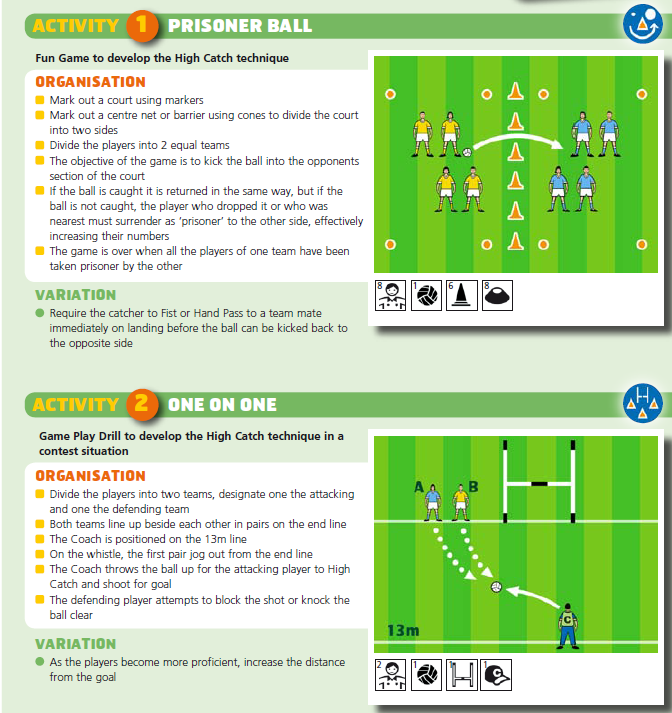 ACTIVITY 1 PRISONER BALL
Fun Game to develop the High Catch technique
ORGANISATION
Mark out a court using markers
Mark out a centre net or barrier using cones to divide the court
into two sides
Divide the players into 2 equal teams
The objective of the game is to kick the ball into the opponents
section of the court
If the ball is caught it is returned in the same way, but if the
ball is not caught, the player who dropped it or who was
nearest must surrender as ‘prisoner’ to the other side, effectively
increasing their numbers
The game is over when all the players of one team have been
taken prisoner by the other
8 1 6 8
VARIATION
Require the catcher to Fist or Hand Pass to a team mate
immediately on landing before the ball can be kicked back to
the opposite side
ACTIVITY 2 ONE ON ONE
Game Play Drill to develop the High Catch technique in a
contest situation
ORGANISATION
Divide the players into two teams, designate one the attacking
and one the defending team
Both teams line up beside each other in pairs on the end line
The Coach is positioned on the 13m line
On the whistle, the first pair jog out from the end line
The Coach throws the ball up for the attacking player to High
Catch and shoot for goal
The defending player attempts to block the shot or knock the
ball clear
VARIATION
As the players become more proficient, increase the distance
from the goal
A B
C
13m
2 1 1 1
C